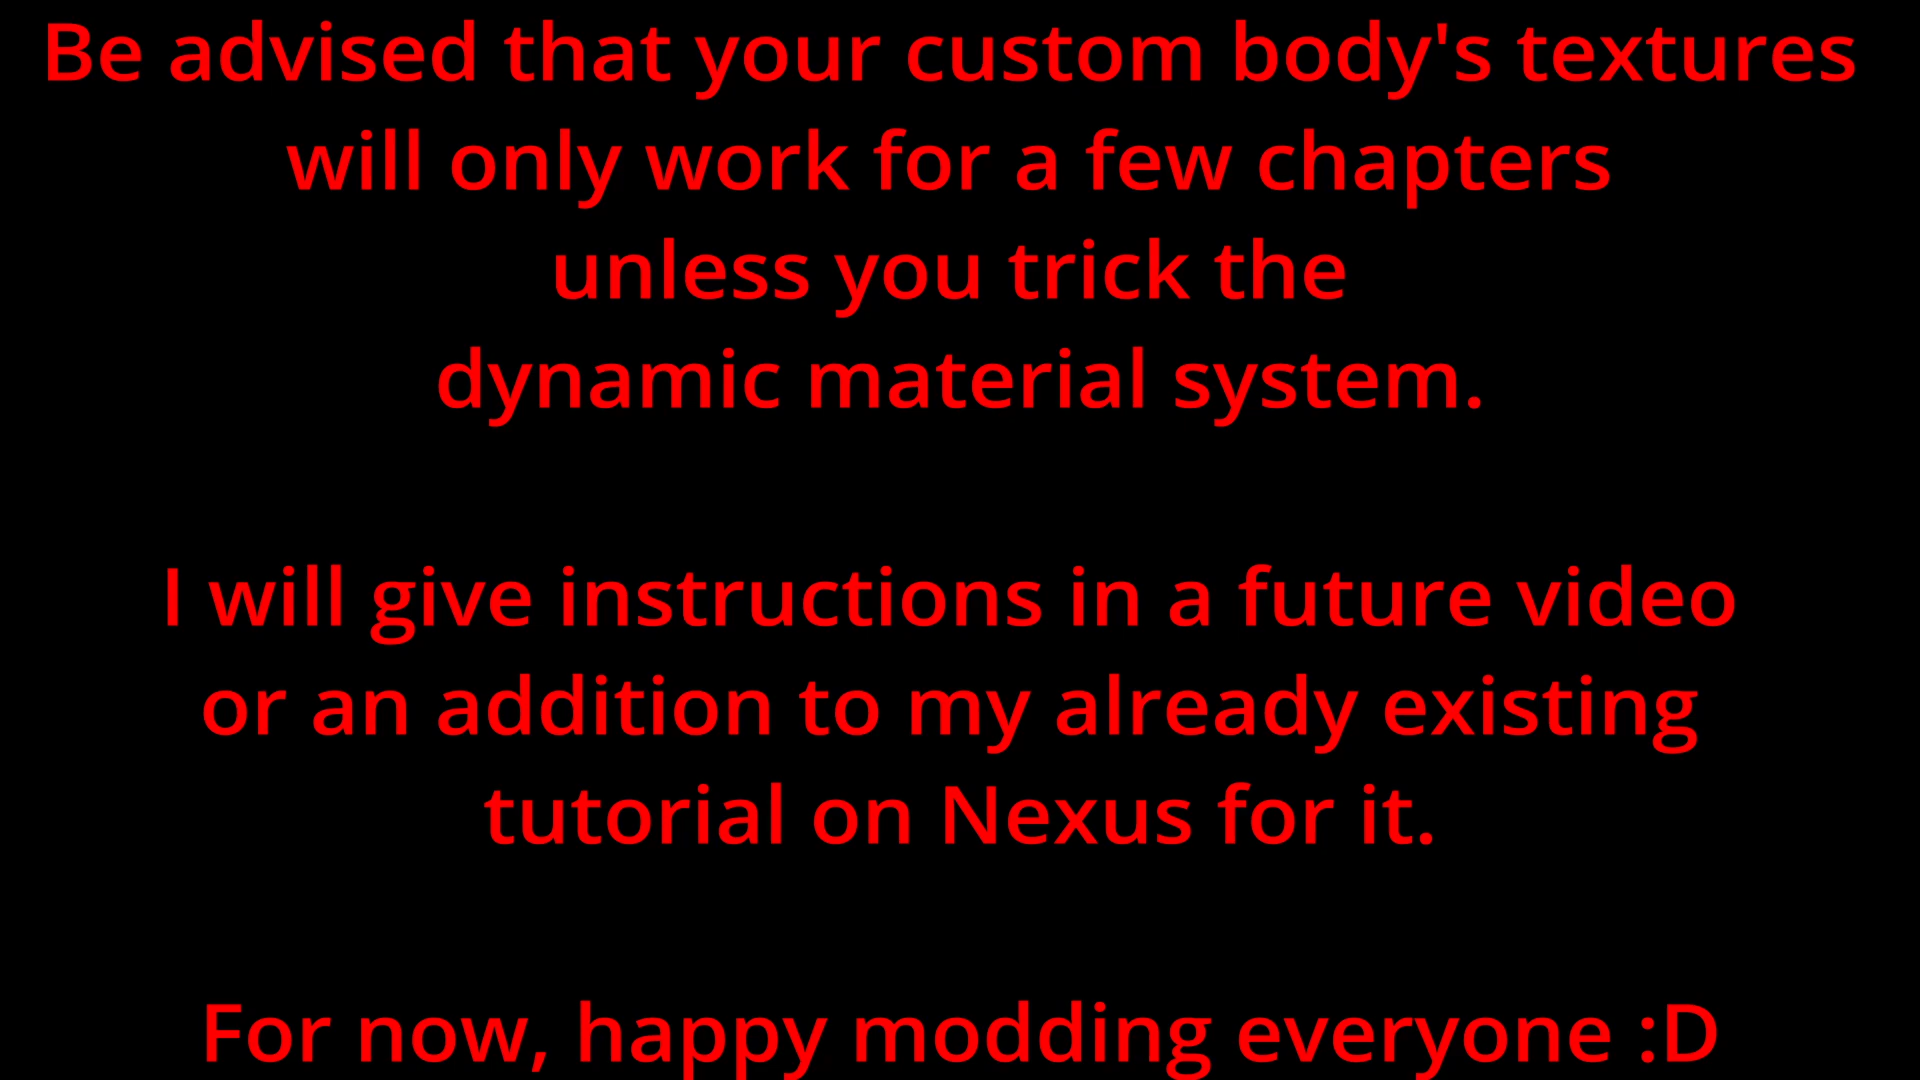 Be advised that your custom body's textures
will only work for a few chapters
unless you trick the
dynamic material system.
I will give instructions in a future video
or an addition to my already existing
tutorial on Nexus for it.
For now, happy modding everyone :D